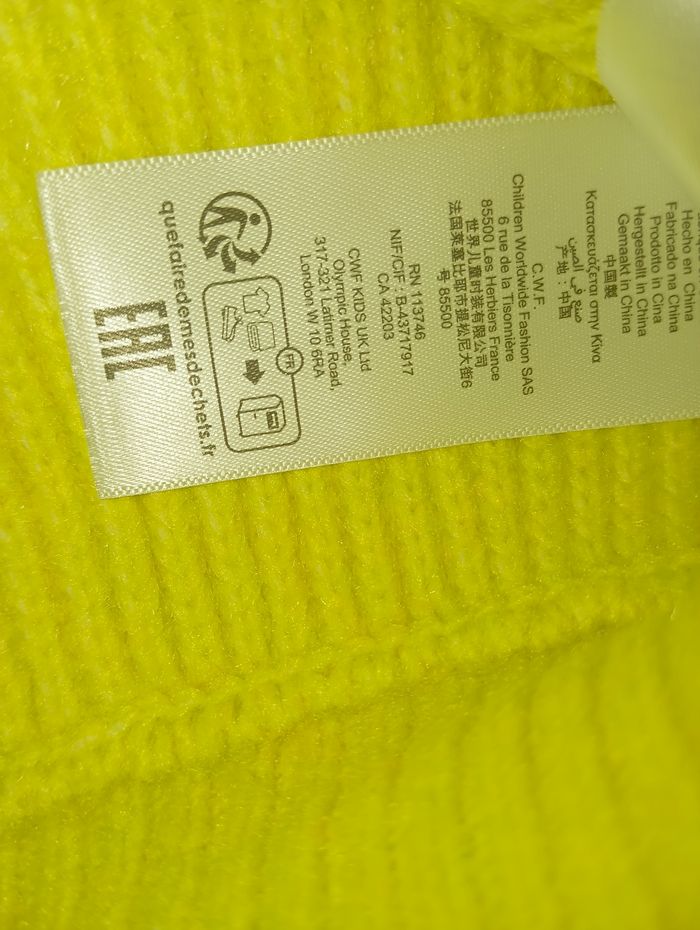 Hecho en China
Fabricado na China
Prodotto in Cina
Hergestellt in China
Gemaakt in China
中國製
Κατασκευάζεται στην Κίνα
صنع في الصين
产地：中国
C.W.F.
Children Worldwide Fashion SAS
6 rue de la Tisonnière
85500 Les Herbiers France
世界儿童时装有限公司
法国莱塞比耶市提松尼大街6
号 85500
RN 113746
NIF/CIF : B-43717917
CA 42203
CWF KIDS UK Ltd
Olympic House,
317-321 Latimer Road,
London W 10 6RA
FR
quefairedemesdechets.fr
EAC